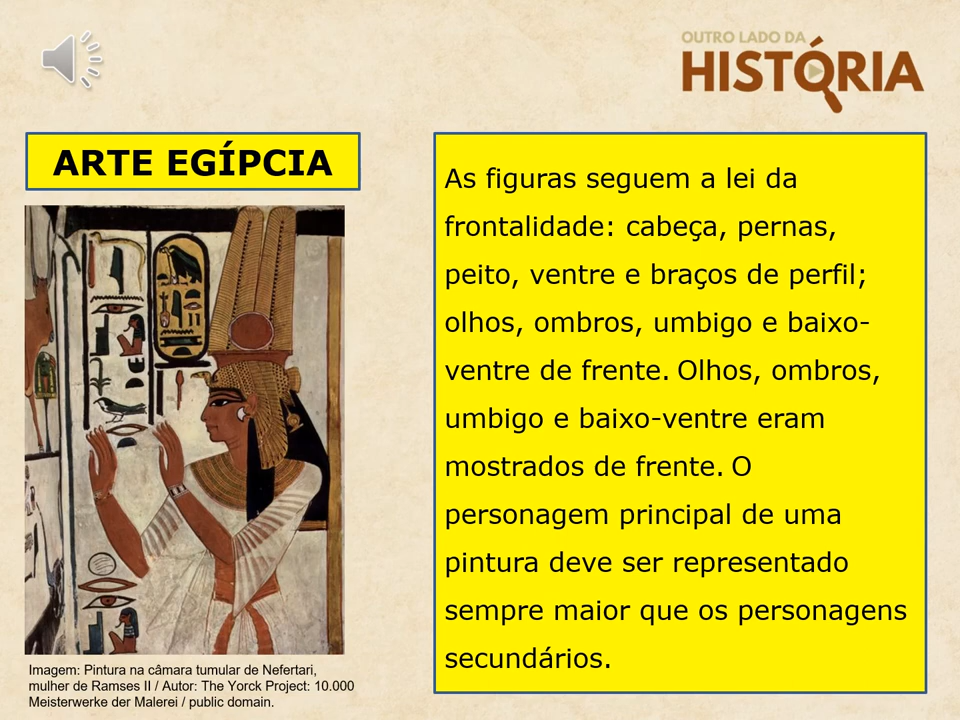 OUTRO LADO DA
HISTÓRIA
ARTE EGÍPCIA
As figuras seguem a lei da
frontalidade: cabeça, pernas,
peito, ventre e braços de perfil;
olhos, ombros, umbigo e baixo-
ventre de frente. Olhos, ombros,
umbigo e baixo-ventre eram
mostrados de frente. O
personagem principal de uma
pintura deve ser representado
sempre maior que os personagens
secundários.
Imagem: Pintura na câmara tumular de Nefertari,
mulher de Ramses II / Autor: The Yorck Project: 10.000
Meisterwerke der Malerei / public domain.